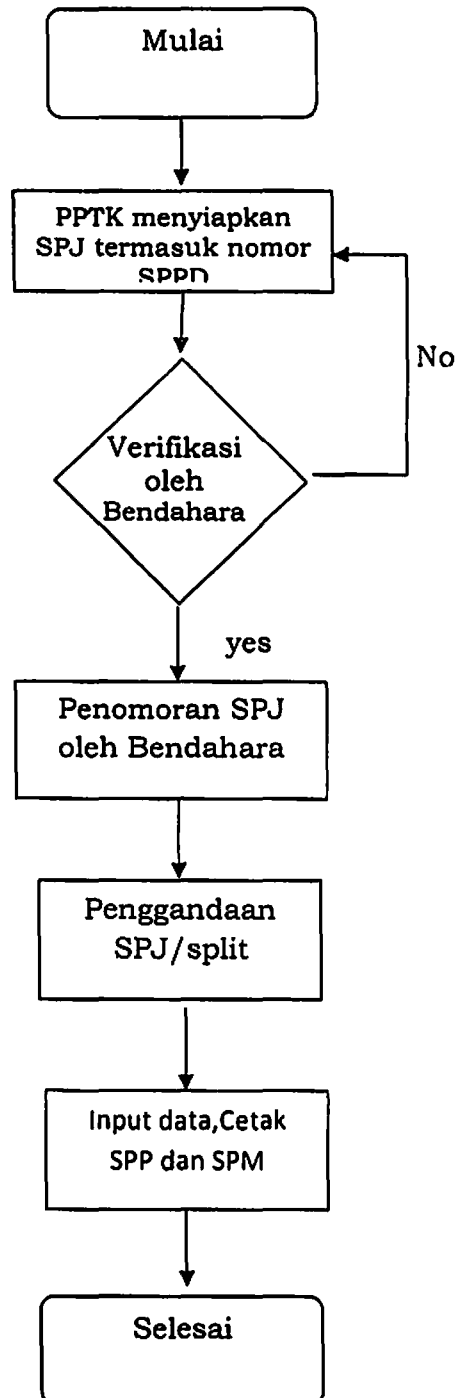 Mulai
PPTK menyiapkan
SPJ termasuk nomor
SPPD
No
Verifikasi
oleh
Bendahara
yes
Penomoran SPJ
oleh Bendahara
Penggandaan
SPJ/split
Input data,Cetak
SPP dan SPM
Selesai